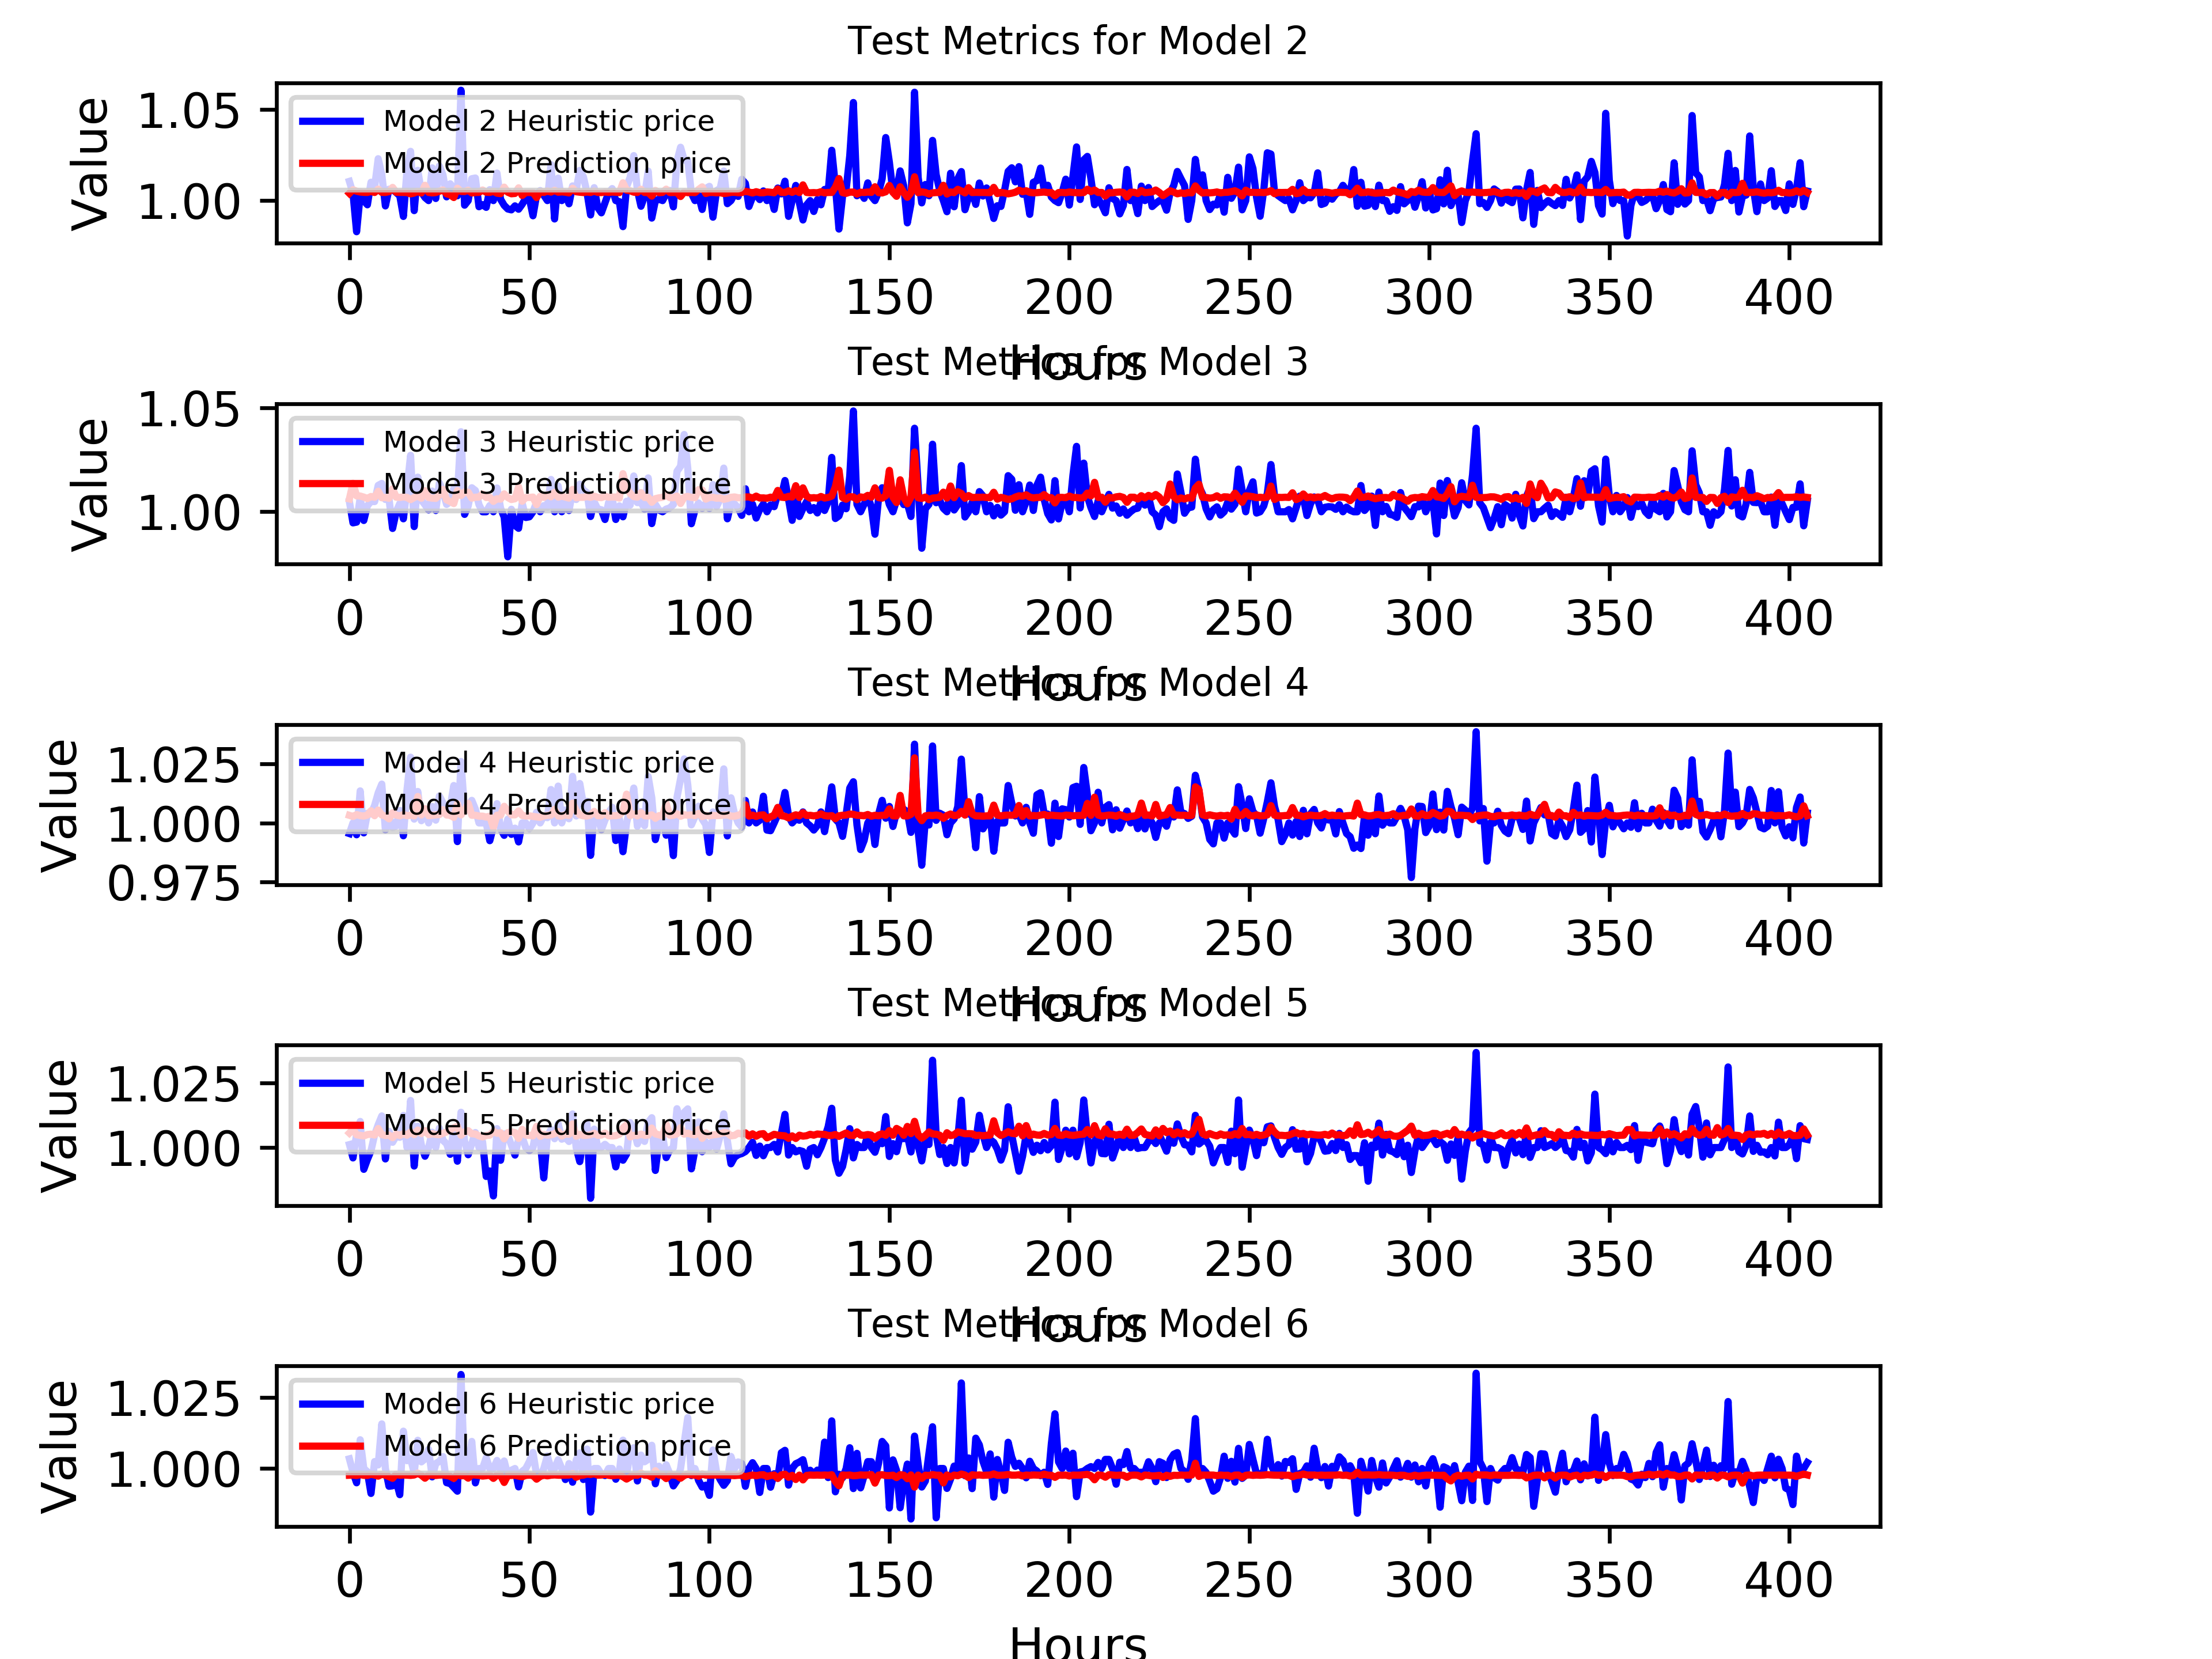 Test Metrics for Model 2
Value
1.05
1.00
Model 2 Heuristic price
Model 2 Prediction price
0 50 100 150 200 250 300 350 400
Hours
Test Metrics for Model 3
Value
1.05
1.00
Model 3 Heuristic price
Model 3 Prediction price
0 50 100 150 200 250 300 350 400
Hours
Test Metrics for Model 4
Value
1.025
1.000
0.975
Model 4 Heuristic price
Model 4 Prediction price
0 50 100 150 200 250 300 350 400
Hours
Test Metrics for Model 5
Value
1.025
1.000
Model 5 Heuristic price
Model 5 Prediction price
0 50 100 150 200 250 300 350 400
Hours
Test Metrics for Model 6
Value
1.025
1.000
Model 6 Heuristic price
Model 6 Prediction price
0 50 100 150 200 250 300 350 400
Hours